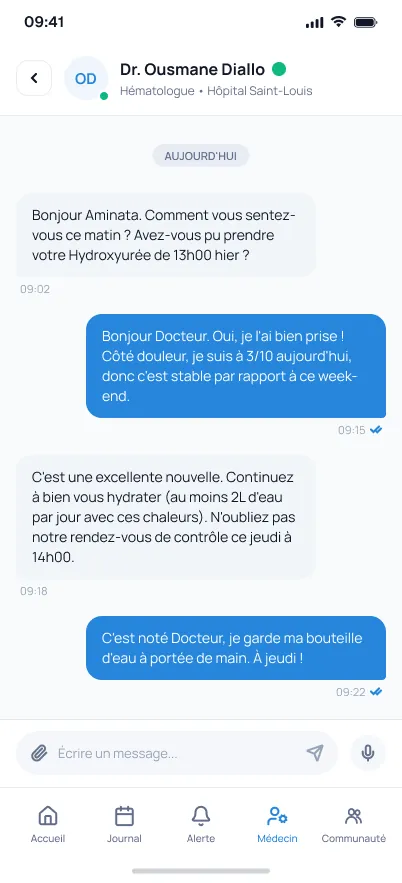 09:41
OD
Dr. Ousmane Diallo
Hématologue • Hôpital Saint-Louis
AUJOURD'HUI
Bonjour Aminata. Comment vous sentez-
vous ce matin ? Avez-vous pu prendre
votre Hydroxyurée de 13h00 hier ?
09:02
Bonjour Docteur. Oui, je l'ai bien prise !
Côté douleur, je suis à 3/10 aujourd'hui,
donc c'est stable par rapport à ce week-
end.
09:15
C'est une excellente nouvelle. Continuez
à bien vous hydrater (au moins 2L d'eau
par jour avec ces chaleurs). N'oubliez pas
notre rendez-vous de contrôle ce jeudi à
14h00.
09:18
C'est noté Docteur, je garde ma bouteille
d'eau à portée de main. À jeudi !
09:22
Écrire un message...
Accueil
Journal
Alerte
Médecin
Communauté